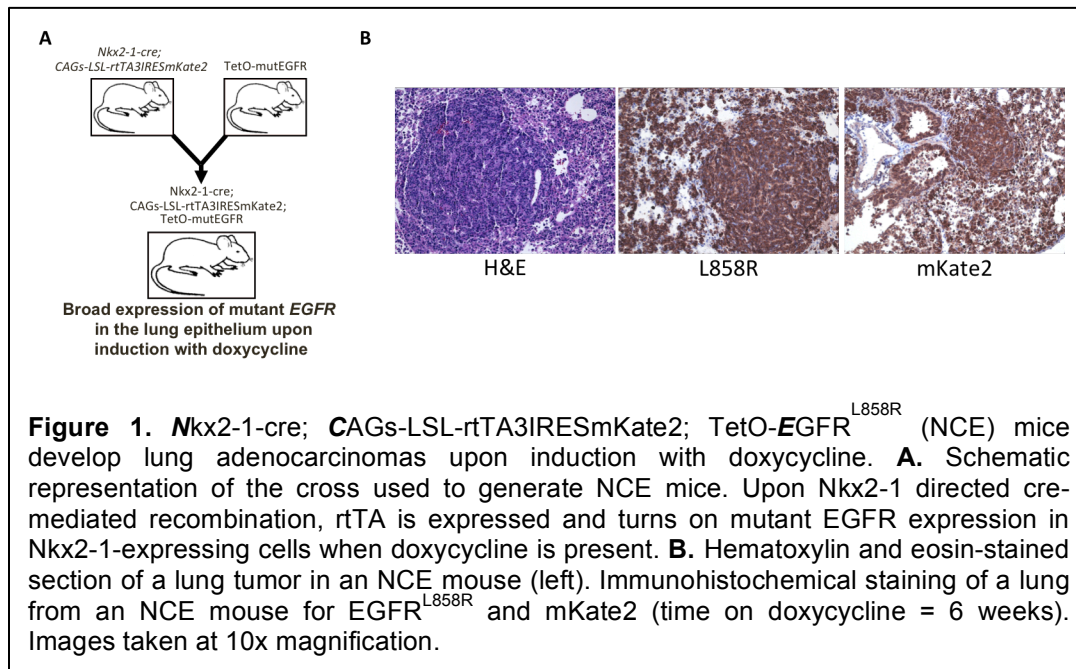 A
B
Nkx2-1-cre;
CAGs-LSL-rtTA3IRESmKate2
TetO-mutEGFR
Nkx2-1-cre;
CAGs-LSL-rtTA3IRESmKate2;
TetO-mutEGFR
Broad expression of mutant EGFR
in the lung epithelium upon
induction with doxycycline
H&E
L858R
mKate2
Figure 1. Nkx2-1-cre; CAGs-LSL-rtTA3IRESmKate2; TetO-EGFR^L858R (NCE) mice
develop lung adenocarcinomas upon induction with doxycycline. A. Schematic
representation of the cross used to generate NCE mice. Upon Nkx2-1 directed cre-
mediated recombination, rtTA is expressed and turns on mutant EGFR expression in
Nkx2-1-expressing cells when doxycycline is present. B. Hematoxylin and eosin-stained
section of a lung tumor in an NCE mouse (left). Immunohistochemical staining of a lung
from an NCE mouse for EGFR^L858R and mKate2 (time on doxycycline = 6 weeks).
Images taken at 10x magnification.